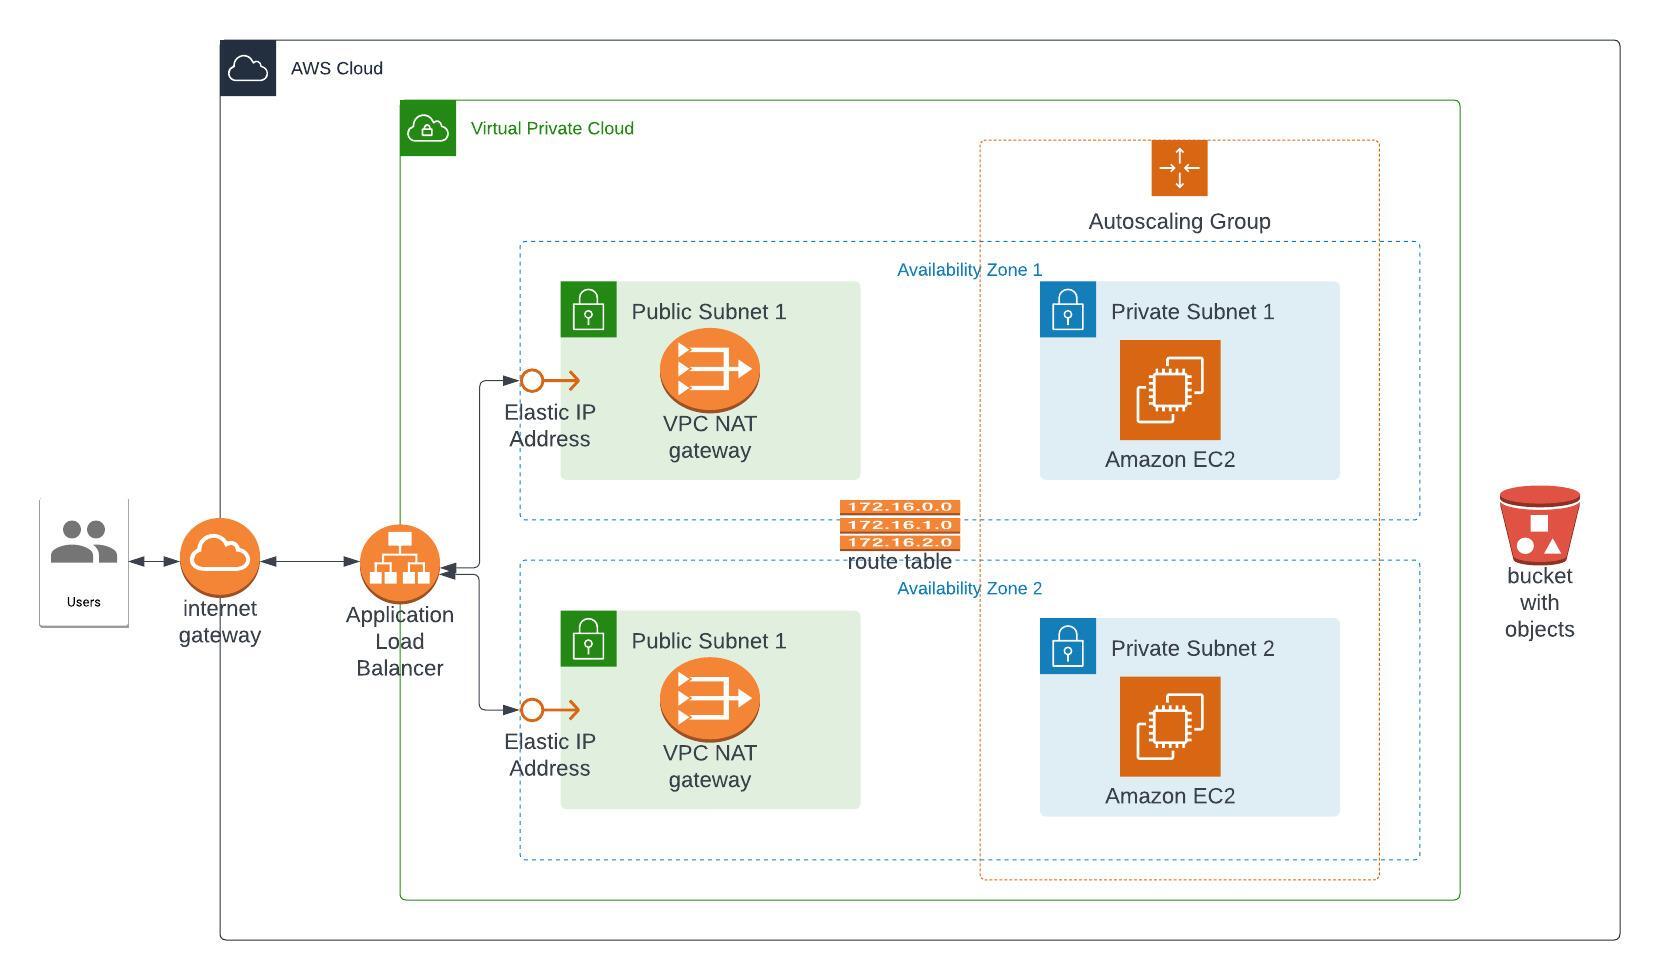 AWS Cloud
Virtual Private Cloud
Autoscaling Group
Availability Zone 1
Public Subnet 1
VPC NAT
gateway
Private Subnet 1
Amazon EC2
Elastic IP
Address
172.16.0.0
172.16.1.0
172.16.2.0
route table
Users
internet
gateway
Application
Load
Balancer
bucket
with
objects
Availability Zone 2
Public Subnet 1
VPC NAT
gateway
Private Subnet 2
Amazon EC2
Elastic IP
Address